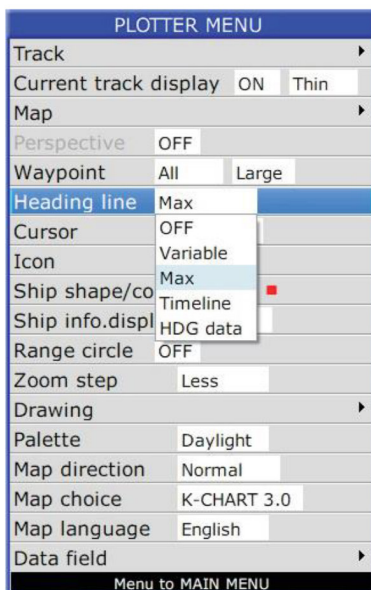 PLOTTER MENU
Track
Current track display ON Thin
Map
Perspective OFF
Waypoint All Large
Heading line Max
OFF
Cursor
Variable
Icon
Max
Ship shape/co
Timeline
Ship info.displ
HDG data
Range circle OFF
Zoom step Less
Drawing
Palette Daylight
Map direction Normal
Map choice K-CHART 3.0
Map language English
Data field
Menu to MAIN MENU